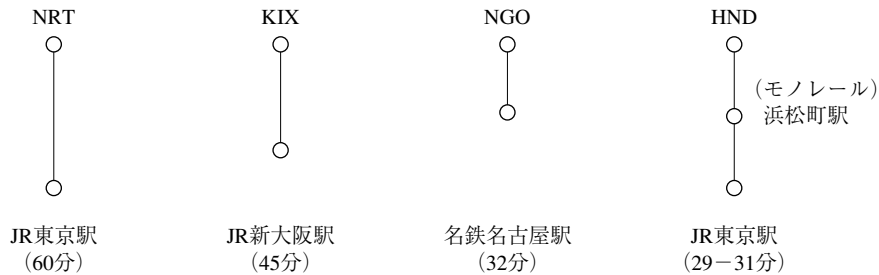 NRT
KIX
NGO
HND
（モノレール）
浜松町駅
JR東京駅
（60分）
JR新大阪駅
（45分）
名鉄名古屋駅
（32分）
JR東京駅
（29－31分）